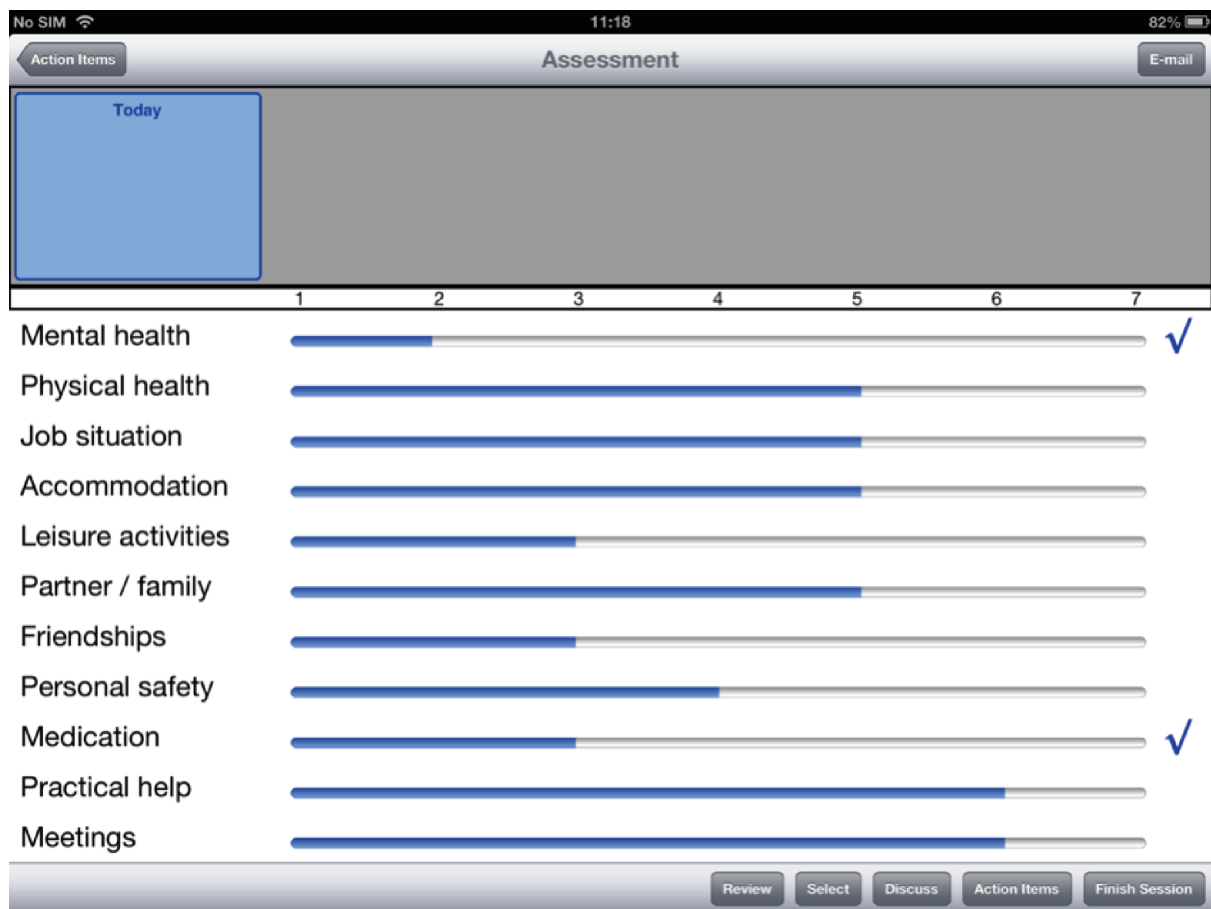 No SIM 11:18 82%
Action Items Assessment E-mail
Today
1 2 3 4 5 6 7
Mental health √
Physical health
Job situation
Accommodation
Leisure activities
Partner / family
Friendships
Personal safety
Medication √
Practical help
Meetings
Review Select Discuss Action Items Finish Session